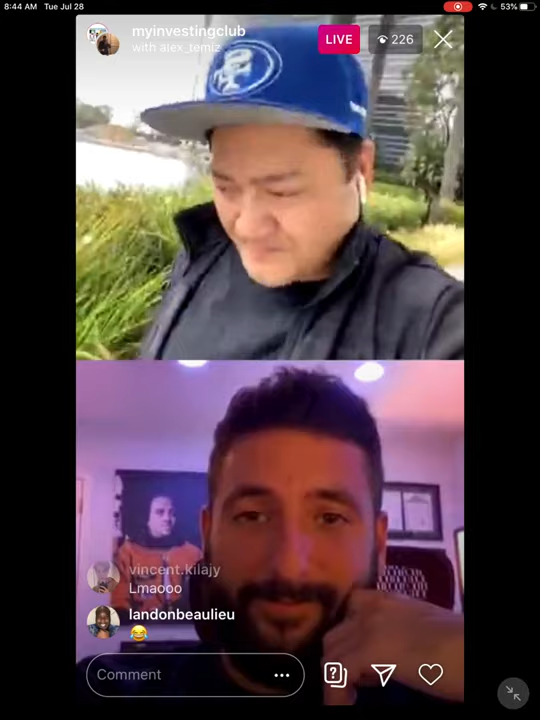 8:44 AM Tue Jul 28
53%
myinvestingclub
with alex_temiz
LIVE
226
vincent.kilajy
Lmaooo
landonbeaulieu
😂
Comment